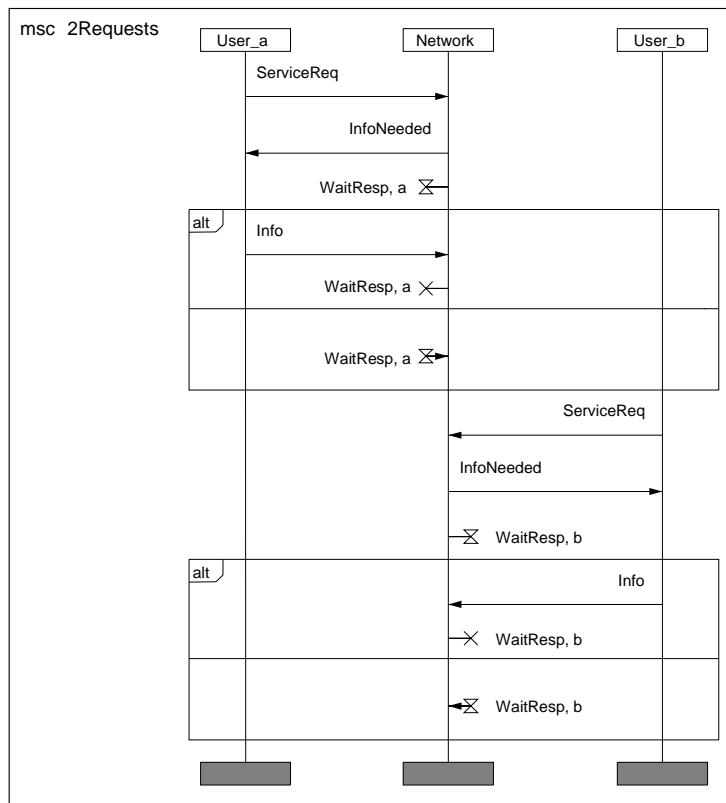 msc 2Requests
User_a
Network
User_b
ServiceReq
InfoNeeded
WaitResp, a
alt
Info
WaitResp, a
WaitResp, a
ServiceReq
InfoNeeded
WaitResp, b
alt
Info
WaitResp, b
WaitResp, b